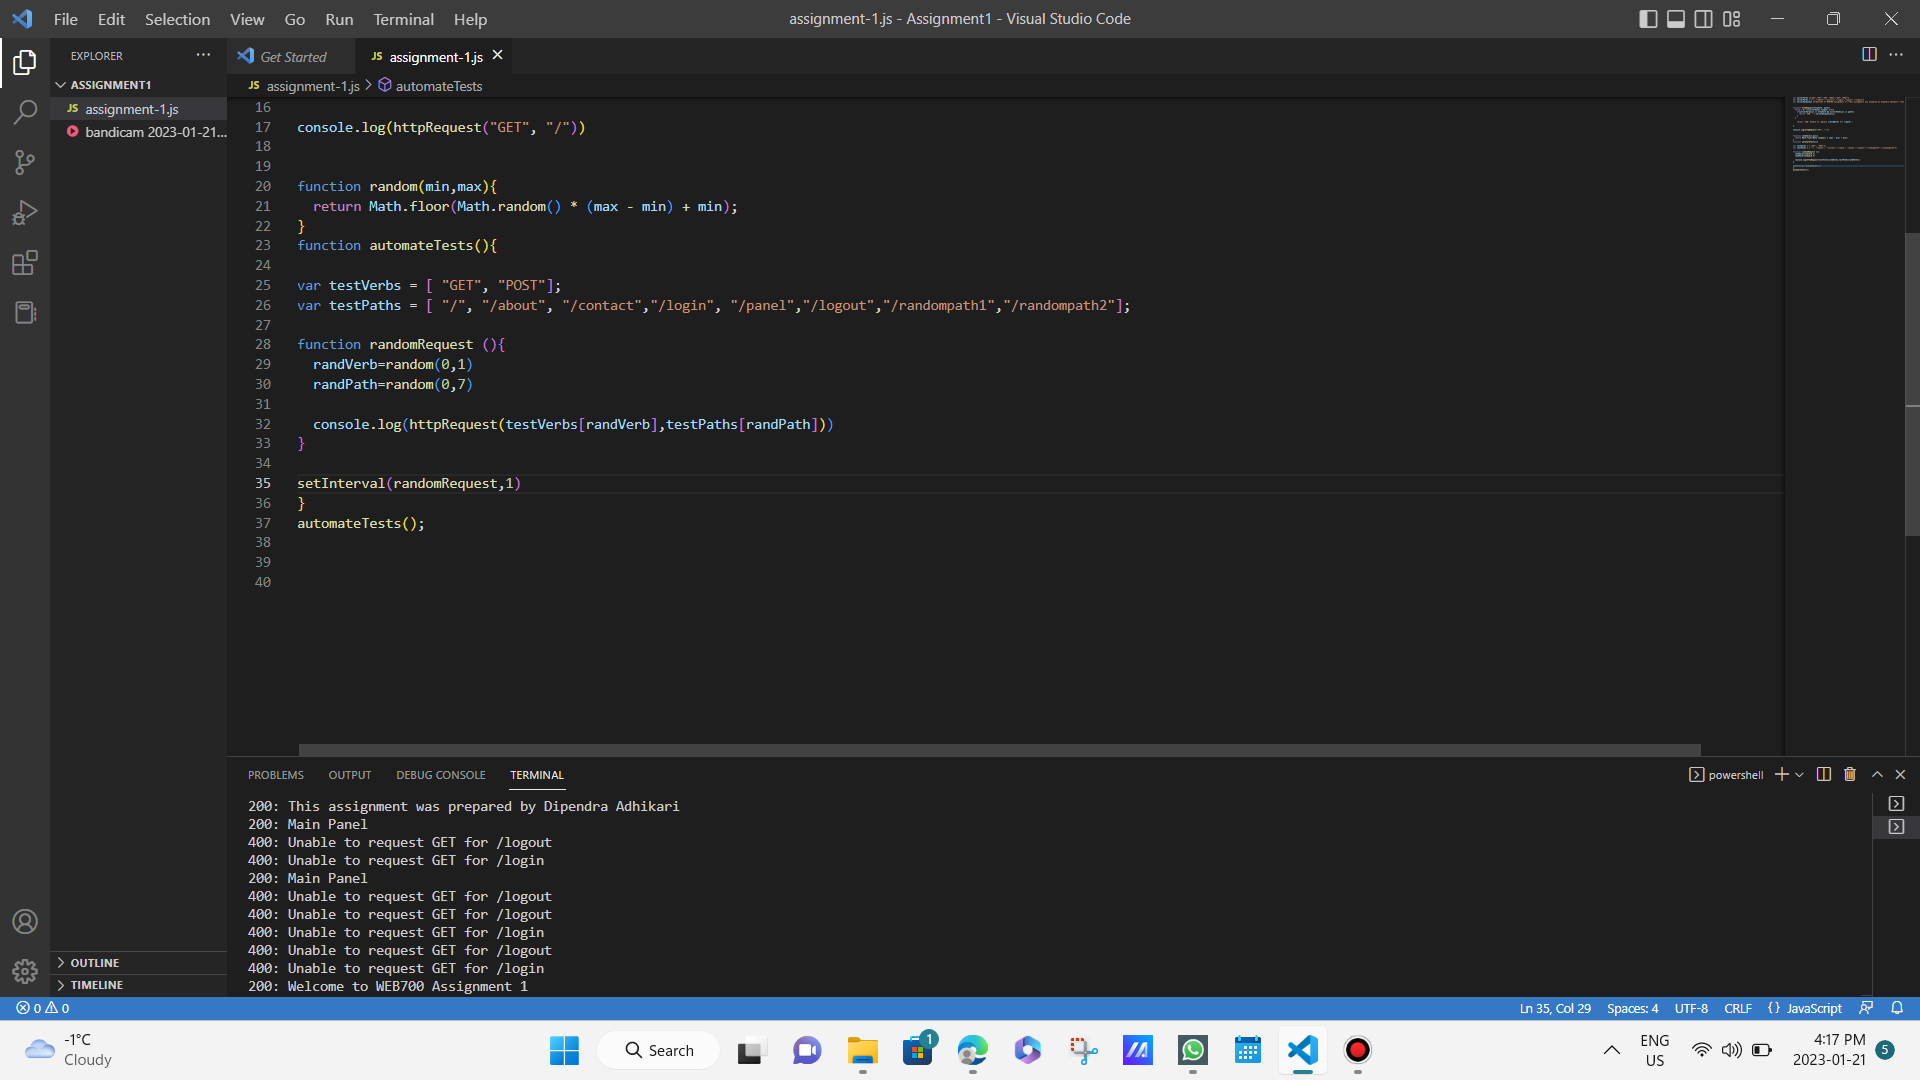 File Edit Selection View Go Run Terminal Help
assignment-1.js - Assignment1 - Visual Studio Code
EXPLORER ···
ASSIGNMENT1
JS assignment-1.js
bandicam 2023-01-21...
OUTLINE
TIMELINE
Get Started
JS assignment-1.js
JS assignment-1.js > automateTests
16
17 console.log(httpRequest("GET", "/"))
18
19
20 function random(min,max){
21 return Math.floor(Math.random() * (max - min) + min);
22 }
23 function automateTests(){
24
25 var testVerbs = [ "GET", "POST"];
26 var testPaths = [ "/", "/about", "/contact","/login", "/panel","/logout","/randompath1","/randompath2"];
27
28 function randomRequest (){
29 randVerb=random(0,1)
30 randPath=random(0,7)
31
32 console.log(httpRequest(testVerbs[randVerb],testPaths[randPath]))
33 }
34
35 setInterval(randomRequest,1)
36 }
37 automateTests();
38
39
40
PROBLEMS OUTPUT DEBUG CONSOLE TERMINAL
powershell
200: This assignment was prepared by Dipendra Adhikari
200: Main Panel
400: Unable to request GET for /logout
400: Unable to request GET for /login
200: Main Panel
400: Unable to request GET for /logout
400: Unable to request GET for /logout
400: Unable to request GET for /login
400: Unable to request GET for /logout
400: Unable to request GET for /login
200: Welcome to WEB700 Assignment 1
0 0
Ln 35, Col 29 Spaces: 4 UTF-8 CRLF {} JavaScript
-1°C
Cloudy
Search
1
ENG
US
4:17 PM
2023-01-21
5